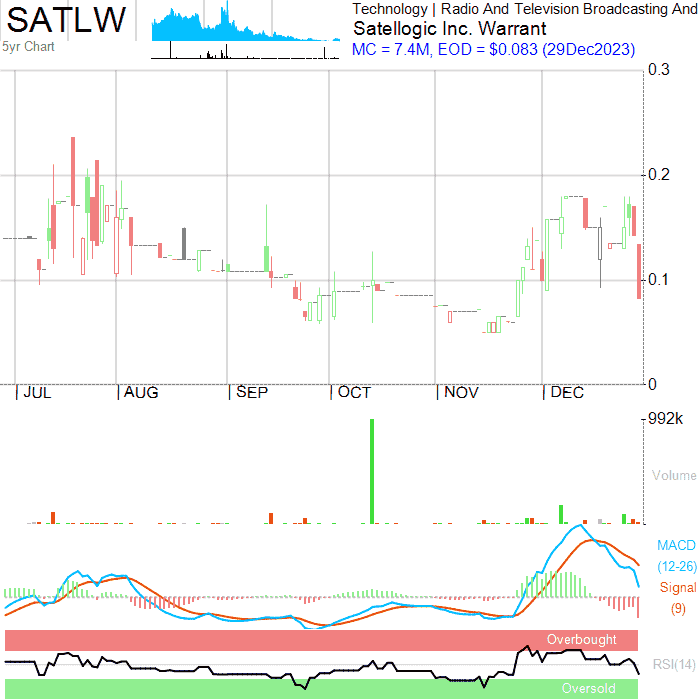 SATLW
5yr Chart
Technology | Radio And Television Broadcasting And
Satellogic Inc. Warrant
MC = 7.4M, EOD = $0.083 (29Dec2023)
0.3
0.2
0.1
0
JUL AUG SEP OCT NOV DEC
992k
Volume
MACD
(12-26)
Signal
(9)
Overbought
RSI(14)
Oversold